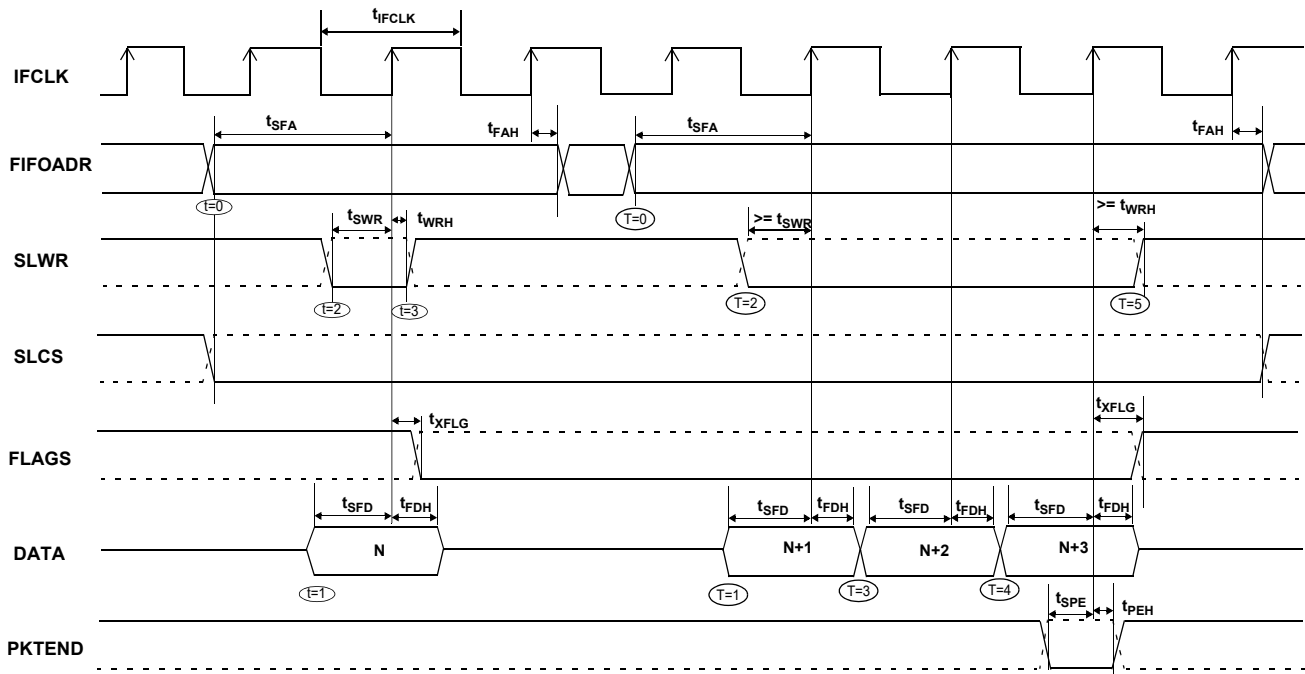 tIFCLK
IFCLK
tSFA
tFAH
tSFA
tFAH
FIFOADR
t=0
tSWR
tWRH
T=0
>= tSWR
>= tWRH
SLWR
t=2
t=3
T=2
T=5
SLCS
tXFLG
tXFLG
FLAGS
tSFD
tFDH
tSFD
tFDH
tSFD
tFDH
tSFD
tFDH
DATA
N
N+1
N+2
N+3
t=1
T=1
T=3
T=4
tSPE
tPEH
PKTEND